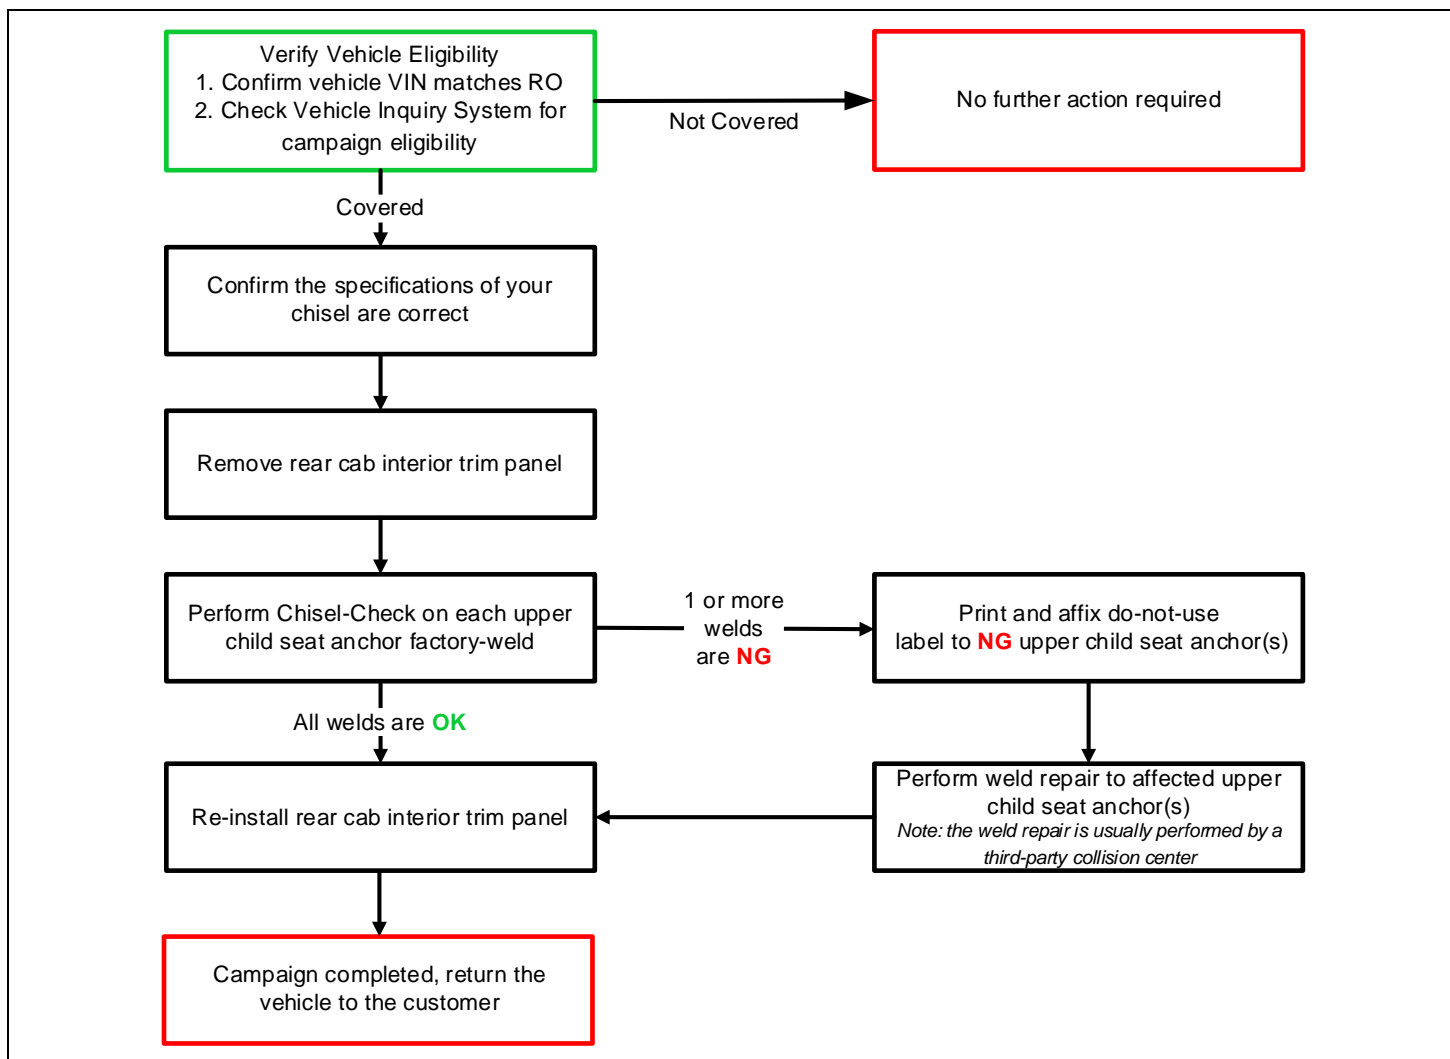 Verify Vehicle Eligibility
1. Confirm vehicle VIN matches RO
2. Check Vehicle Inquiry System for
campaign eligibility
Not Covered
No further action required
Covered
Confirm the specifications of your
chisel are correct
Remove rear cab interior trim panel
Perform Chisel-Check on each upper
child seat anchor factory-weld
1 or more
welds
are NG
Print and affix do-not-use
label to NG upper child seat anchor(s)
All welds are OK
Perform weld repair to affected upper
child seat anchor(s)
Note: the weld repair is usually performed by a
third-party collision center
Re-install rear cab interior trim panel
Campaign completed, return the
vehicle to the customer